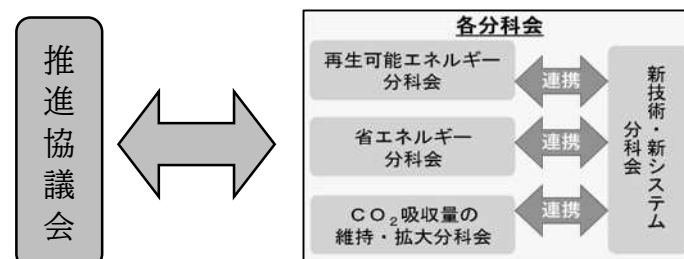 推進協議会
各分科会
再生可能エネルギー
分科会
連携
省エネルギー
分科会
連携
CO₂吸収量の
維持・拡大分科会
連携
新技術・新システム
分科会